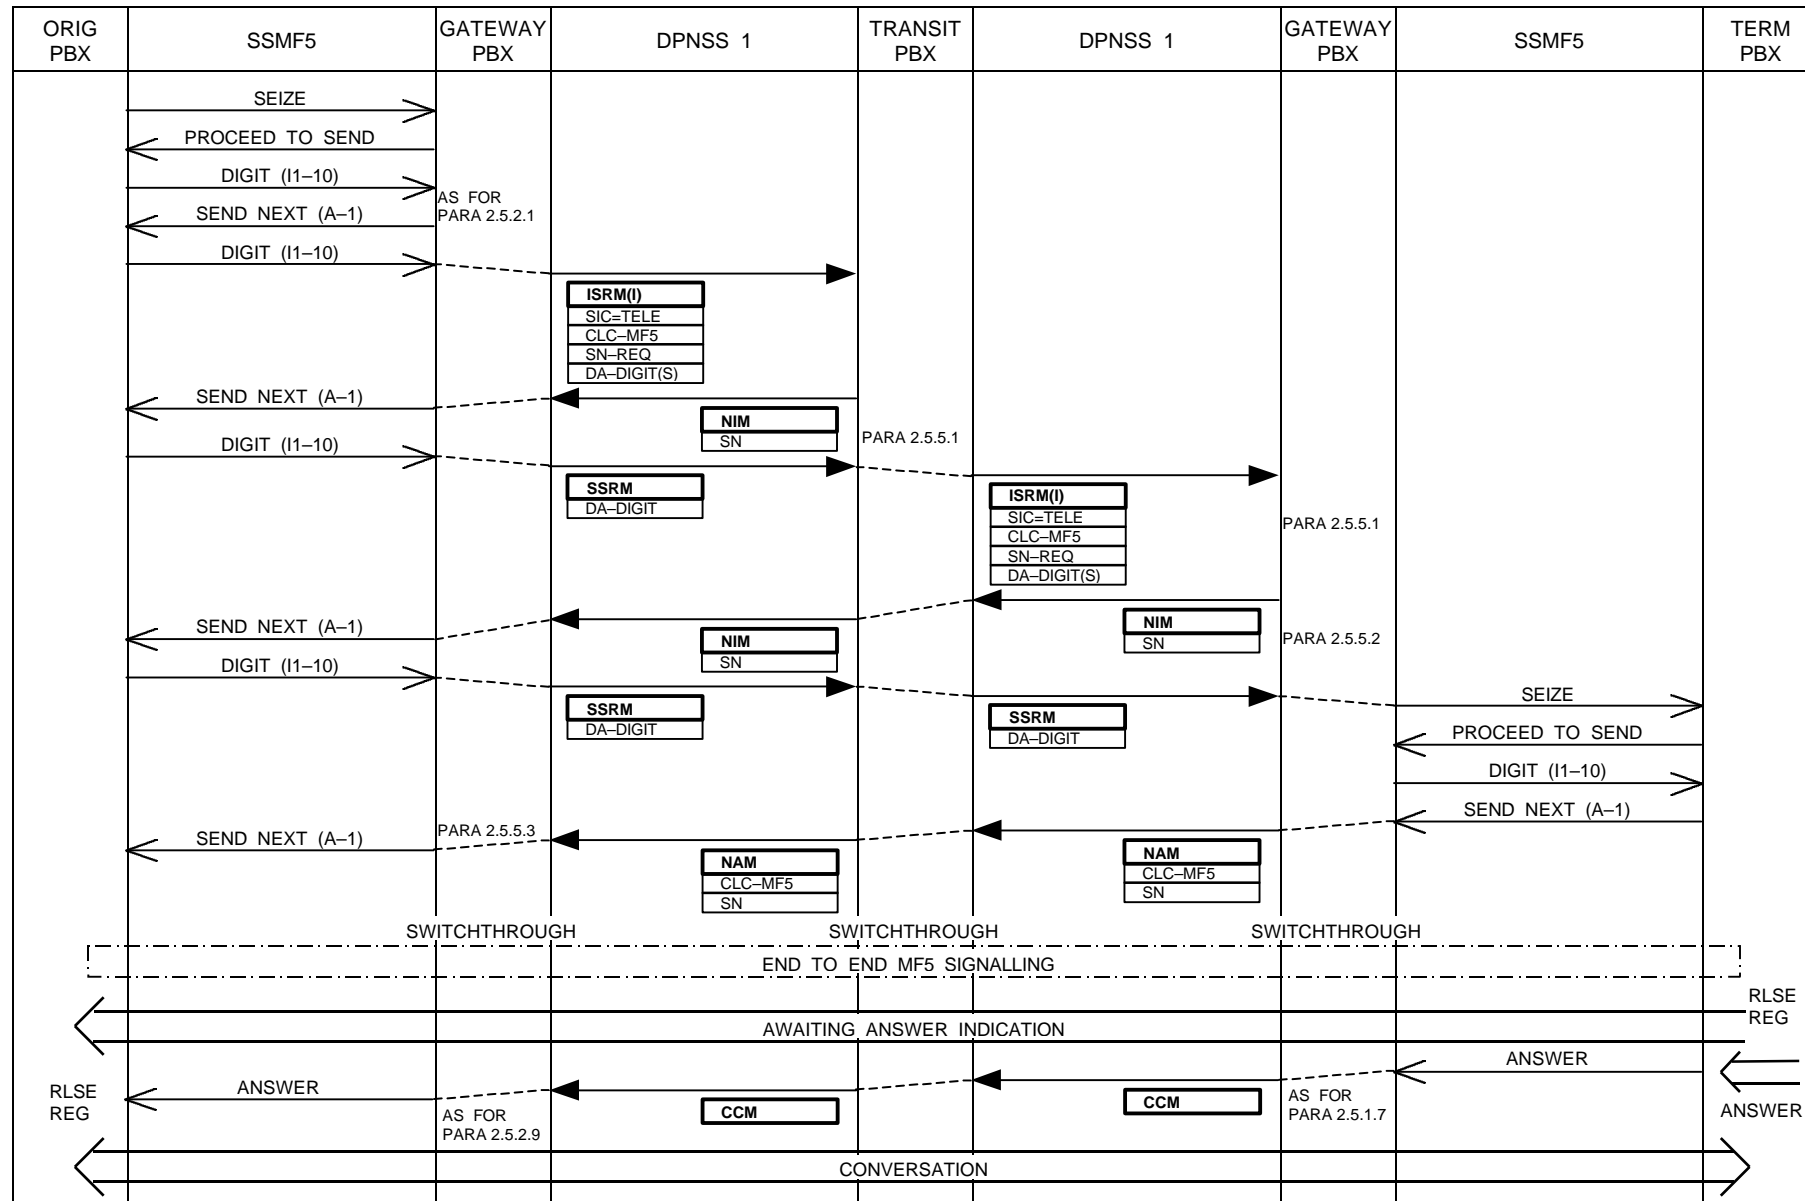 ORIG
PBX
SSMF5
GATEWAY
PBX
DPNSS 1
TRANSIT
PBX
DPNSS 1
GATEWAY
PBX
SSMF5
TERM
PBX
SEIZE
PROCEED TO SEND
DIGIT (I1–10)
AS FOR
PARA 2.5.2.1
SEND NEXT (A–1)
DIGIT (I1–10)
ISRM(I)
SIC=TELE
CLC–MF5
SN–REQ
DA–DIGIT(S)
SEND NEXT (A–1)
NIM
SN
PARA 2.5.5.1
DIGIT (I1–10)
SSRM
DA–DIGIT
ISRM(I)
SIC=TELE
CLC–MF5
SN–REQ
DA–DIGIT(S)
PARA 2.5.5.1
SEND NEXT (A–1)
NIM
SN
NIM
SN
PARA 2.5.5.2
DIGIT (I1–10)
SSRM
DA–DIGIT
SSRM
DA–DIGIT
SEIZE
PROCEED TO SEND
DIGIT (I1–10)
SEND NEXT (A–1)
SEND NEXT (A–1)
PARA 2.5.5.3
NAM
CLC–MF5
SN
NAM
CLC–MF5
SN
SWITCHTHROUGH
SWITCHTHROUGH
SWITCHTHROUGH
END TO END MF5 SIGNALLING
RLSE
REG
AWAITING ANSWER INDICATION
ANSWER
RLSE
REG
ANSWER
AS FOR
PARA 2.5.2.9
CCM
CCM
AS FOR
PARA 2.5.1.7
ANSWER
CONVERSATION